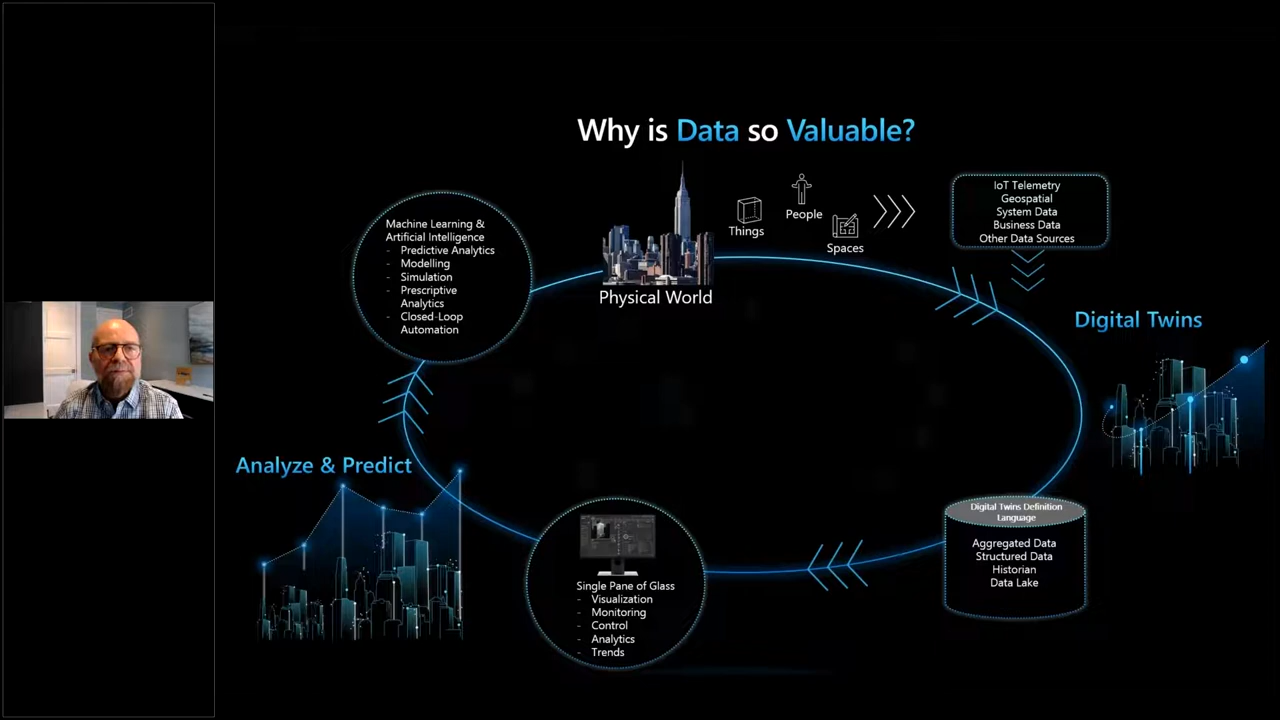 Why is Data so Valuable?
Things
People
Spaces
IoT Telemetry
Geospatial
System Data
Business Data
Other Data Sources
Physical World
Machine Learning &
Artificial Intelligence
- Predictive Analytics
- Modelling
- Simulation
- Prescriptive
Analytics
- Closed-Loop
Automation
Digital Twins
Analyze & Predict
Digital Twins Definition
Language
Aggregated Data
Structured Data
Historian
Data Lake
Single Pane of Glass
- Visualization
- Monitoring
- Control
- Analytics
- Trends